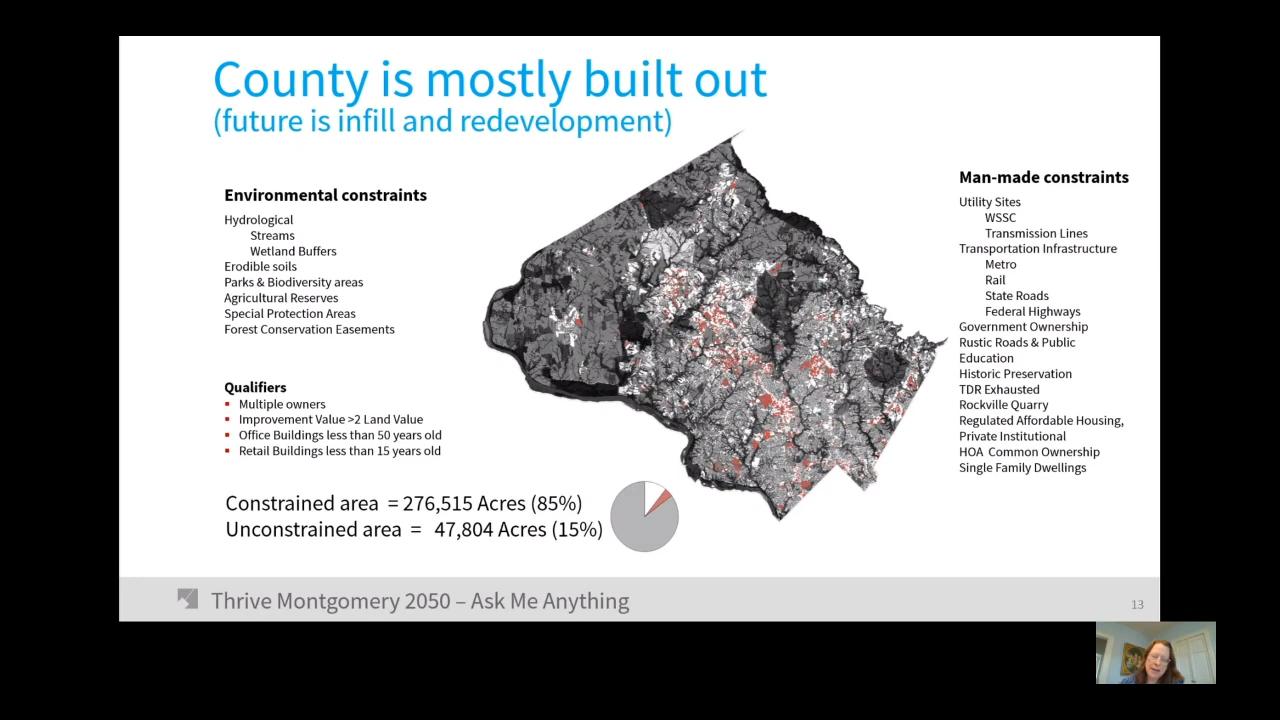 County is mostly built out
(future is infill and redevelopment)
Environmental constraints
Hydrological
Streams
Wetland Buffers
Erodible soils
Parks & Biodiversity areas
Agricultural Reserves
Special Protection Areas
Forest Conservation Easements
Qualifiers
Multiple owners
Improvement Value >2 Land Value
Office Buildings less than 50 years old
Retail Buildings less than 15 years old
Constrained area = 276,515 Acres (85%)
Unconstrained area = 47,804 Acres (15%)
Man-made constraints
Utility Sites
WSSC
Transmission Lines
Transportation Infrastructure
Metro
Rail
State Roads
Federal Highways
Government Ownership
Rustic Roads & Public
Education
Historic Preservation
TDR Exhausted
Rockville Quarry
Regulated Affordable Housing,
Private Institutional
HOA Common Ownership
Single Family Dwellings
Thrive Montgomery 2050 – Ask Me Anything
13